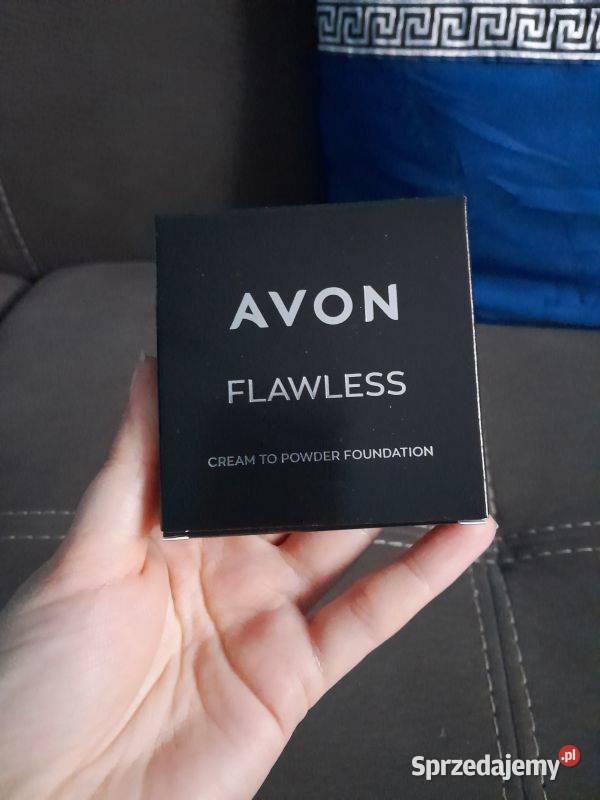 AVON
FLAWLESS
CREAM TO POWDER FOUNDATION
Sprzedajemy.pl